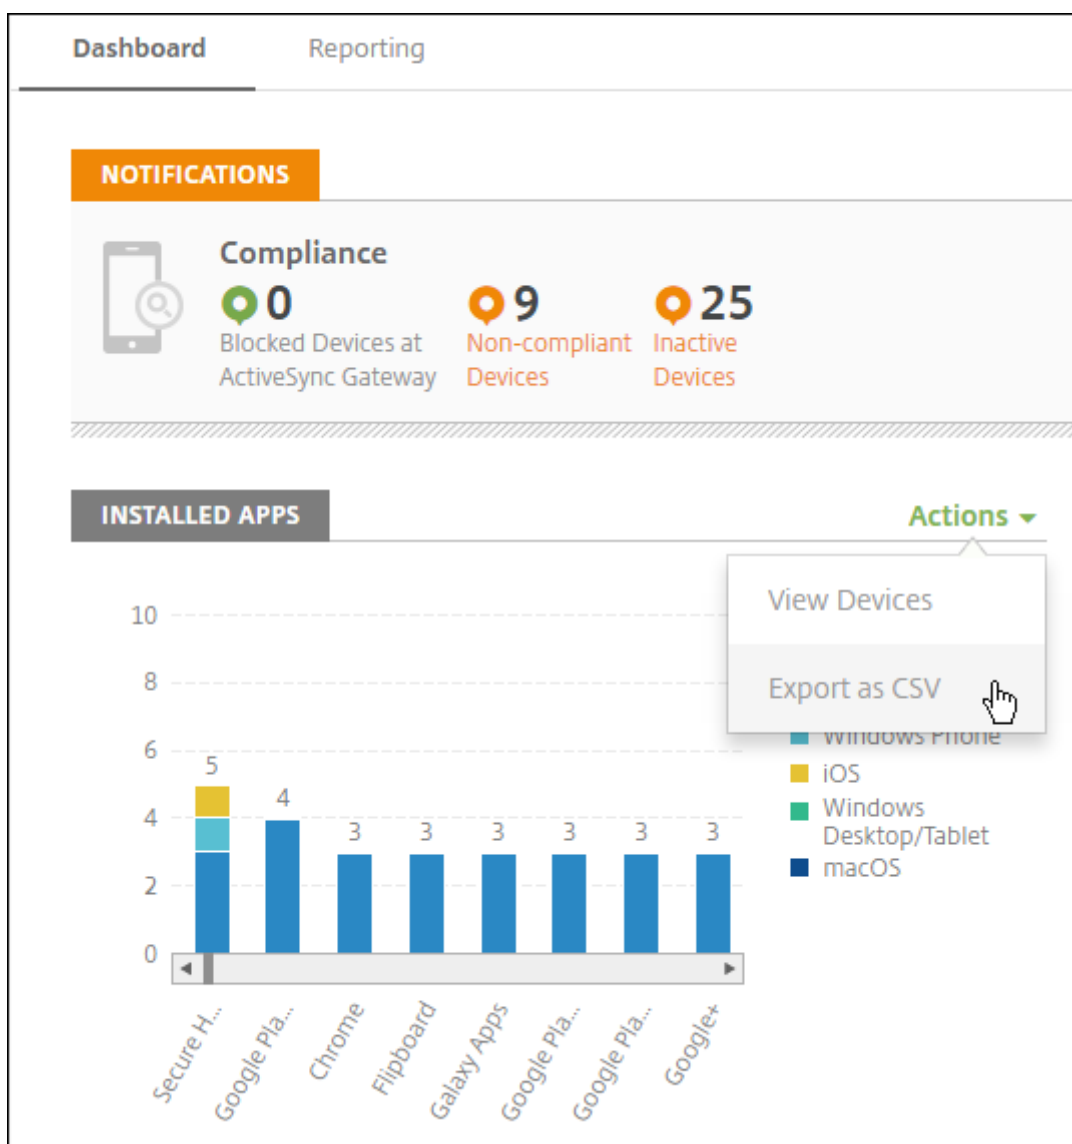 Dashboard Reporting
NOTIFICATIONS
Compliance
0 9 25
Blocked Devices at Non-compliant Inactive
ActiveSync Gateway Devices Devices
INSTALLED APPS Actions
View Devices
Export as CSV
10
8
6
4
2
0
5
4
3
3
3
3
3
3
Windows Phone
iOS
Windows
Desktop/Tablet
macOS
Secure H...
Google Pla...
Chrome
Flipboard
Galaxy Apps
Google Pla...
Google Pla...
Google+